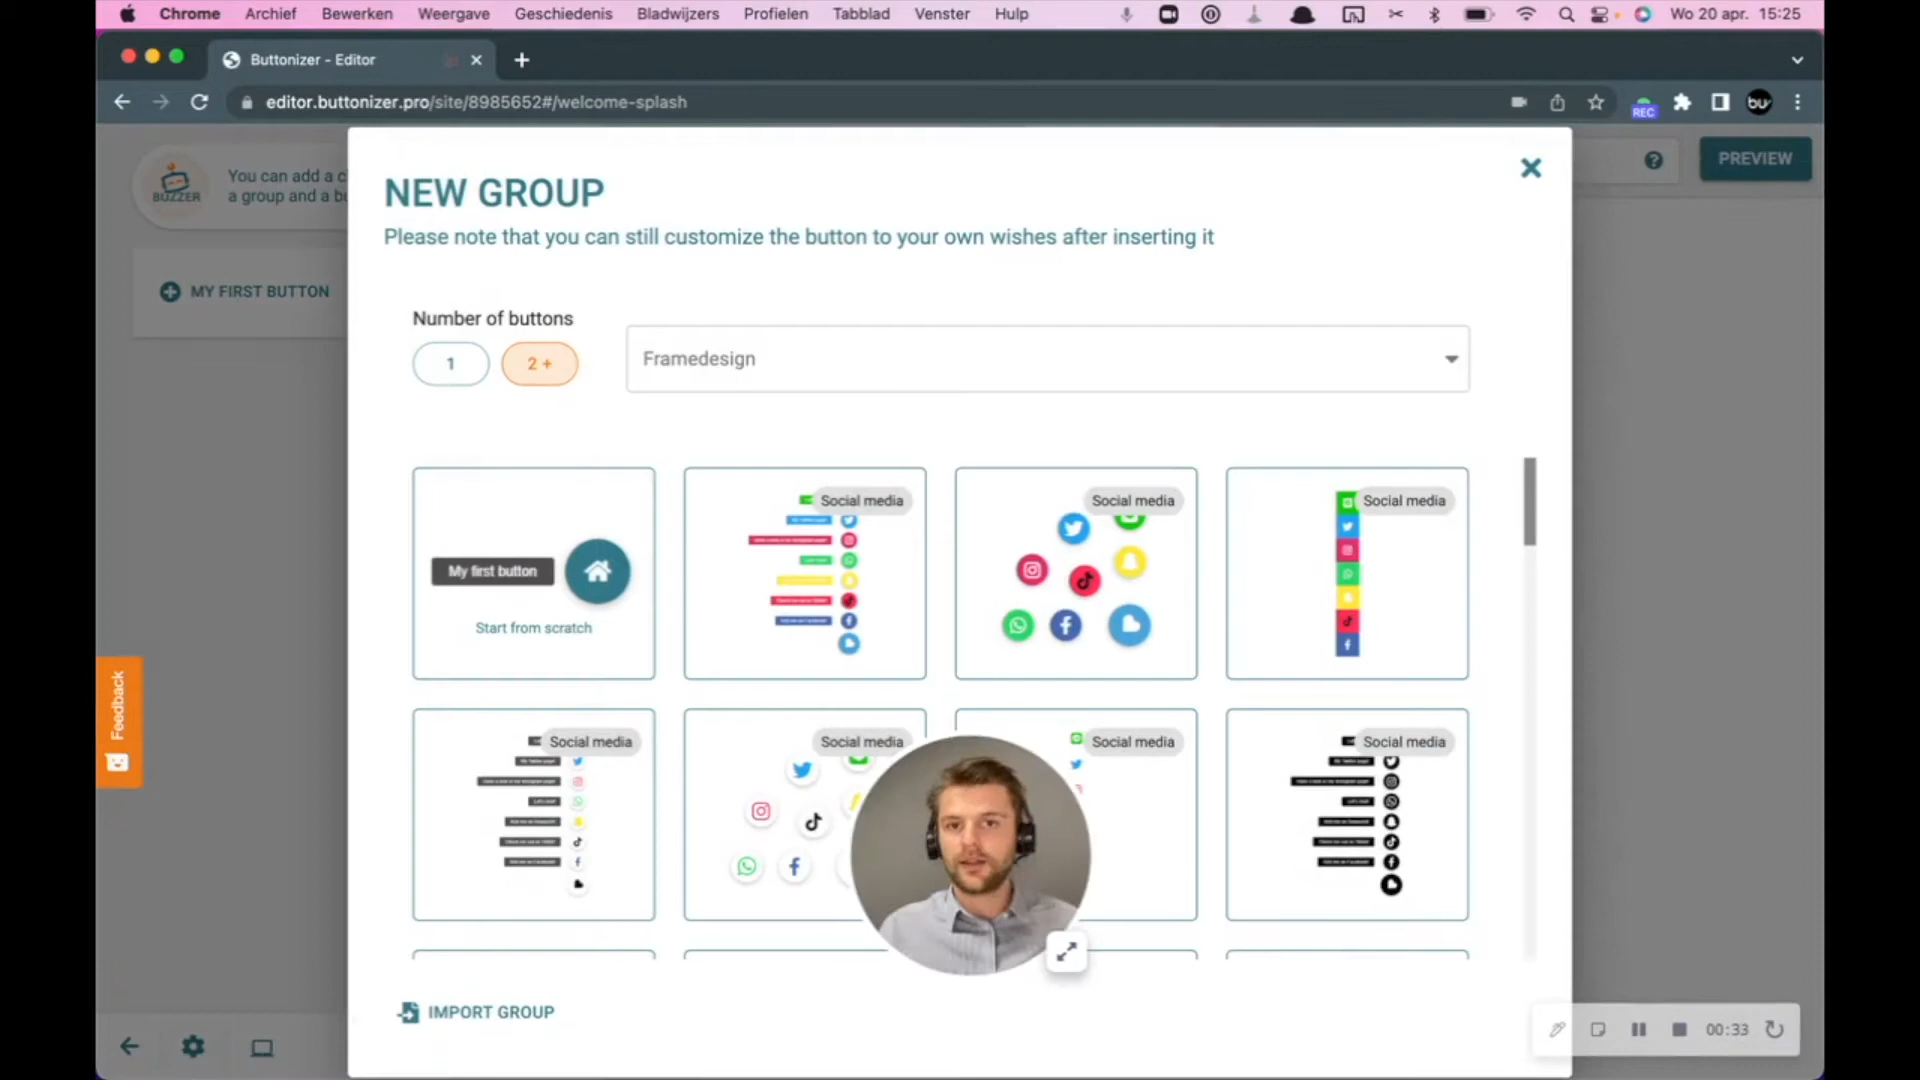 Chrome Archief Bewerken Weergave Geschiedenis Bladwijzers Profielen Tabblad Venster Hulp Wo 20 apr. 15:25
Buttonizer - Editor
editor.buttonizer.pro/site/8985652#/welcome-splash
REC
bu
BUZZER
You can add a c
a group and a bu
PREVIEW
NEW GROUP
Please note that you can still customize the button to your own wishes after inserting it
MY FIRST BUTTON
Number of buttons
1
2 +
Framedesign
Social media
Social media
Social media
My first button
Start from scratch
Feedback
Social media
Social media
Social media
Social media
IMPORT GROUP
00:33